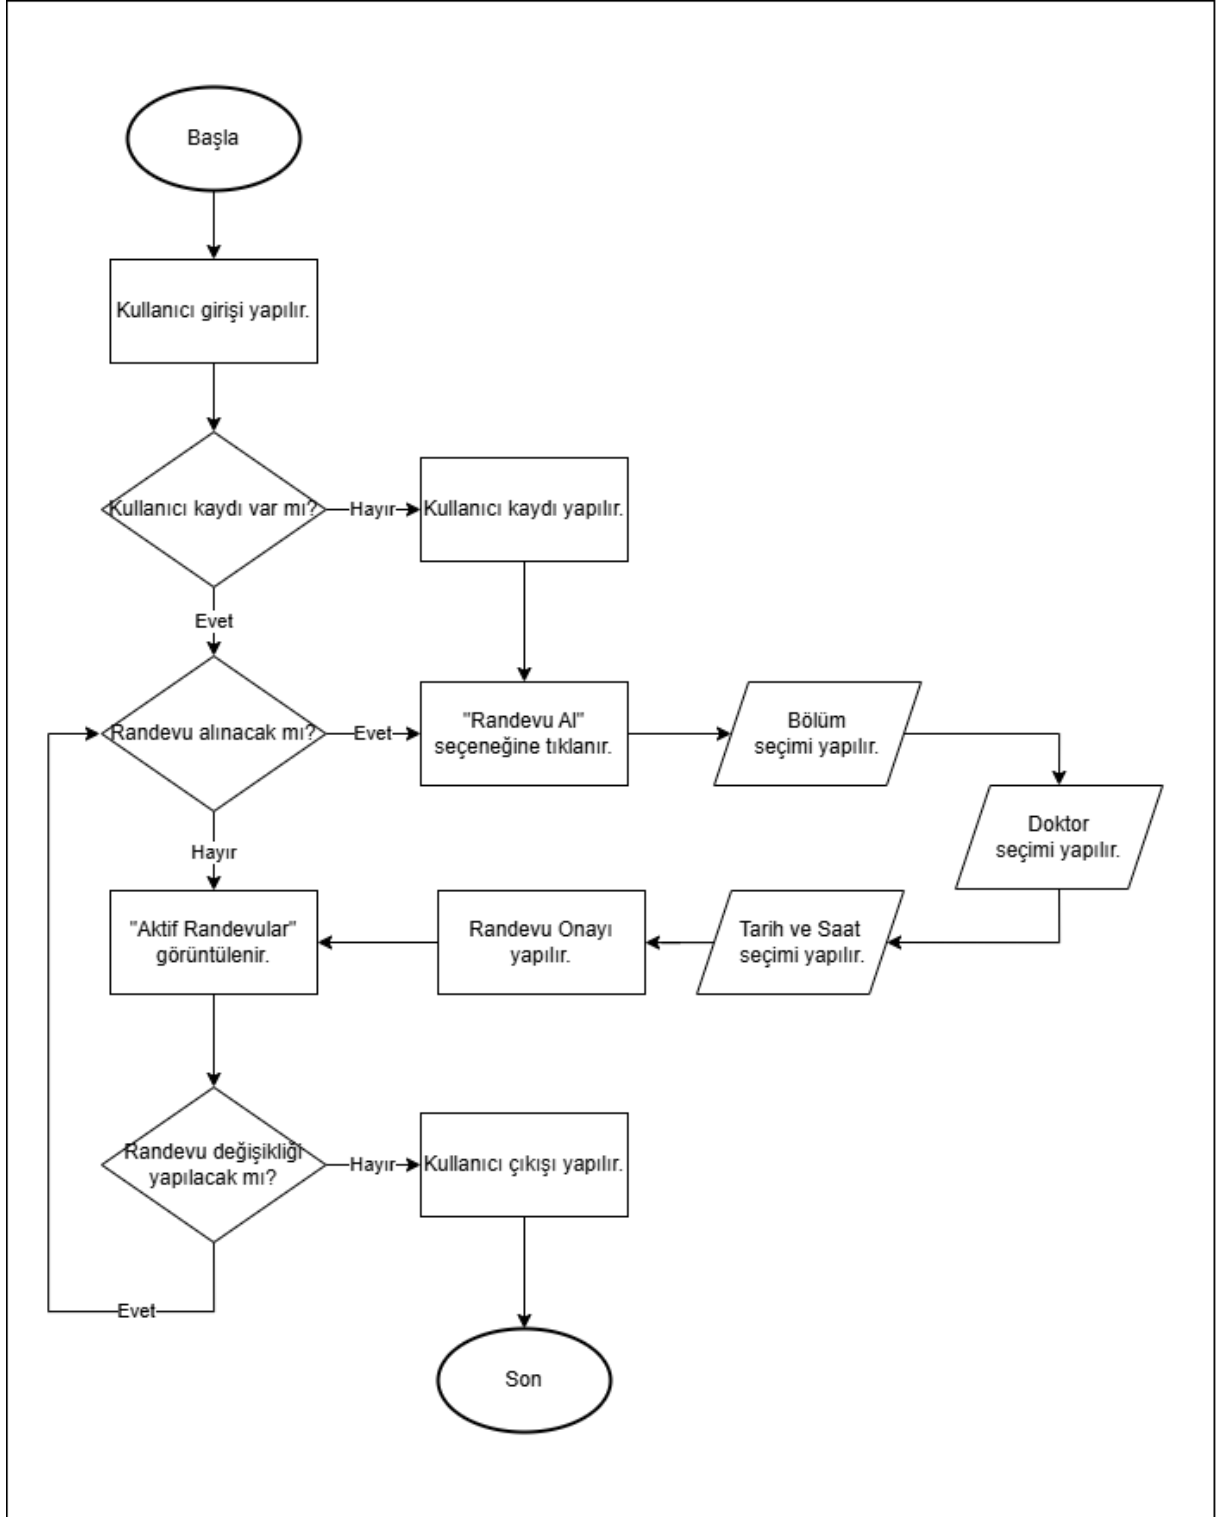 Başla
Kullanıcı girişi yapılır.
Kullanıcı kaydı var mı?
Hayır
Kullanıcı kaydı yapılır.
Evet
Randevu alınacak mı?
Evet
"Randevu Al"
seçeneğine tıklanır.
Bölüm
seçimi yapılır.
Doktor
seçimi yapılır.
Hayır
"Aktif Randevular"
görüntülenir.
Randevu Onayı
yapılır.
Tarih ve Saat
seçimi yapılır.
Randevu değişikliği
yapılacak mı?
Hayır
Kullanıcı çıkışı yapılır.
Evet
Son